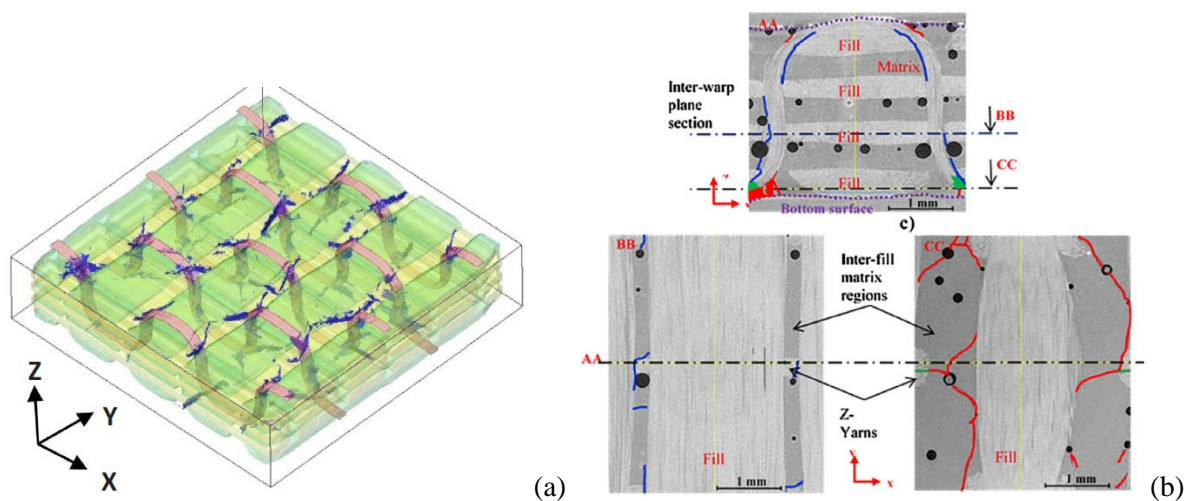 Z
Y
X
(a)
AA
Fill
Matrix
Inter-warp
plane
section
Fill
BB
Fill
CC
Fill
1 mm
Bottom surface
c)
BB
Inter-fill
matrix
regions
CC
AA
Z-
Yarns
Fill
1 mm
Y
x
Fill
1 mm
(b)